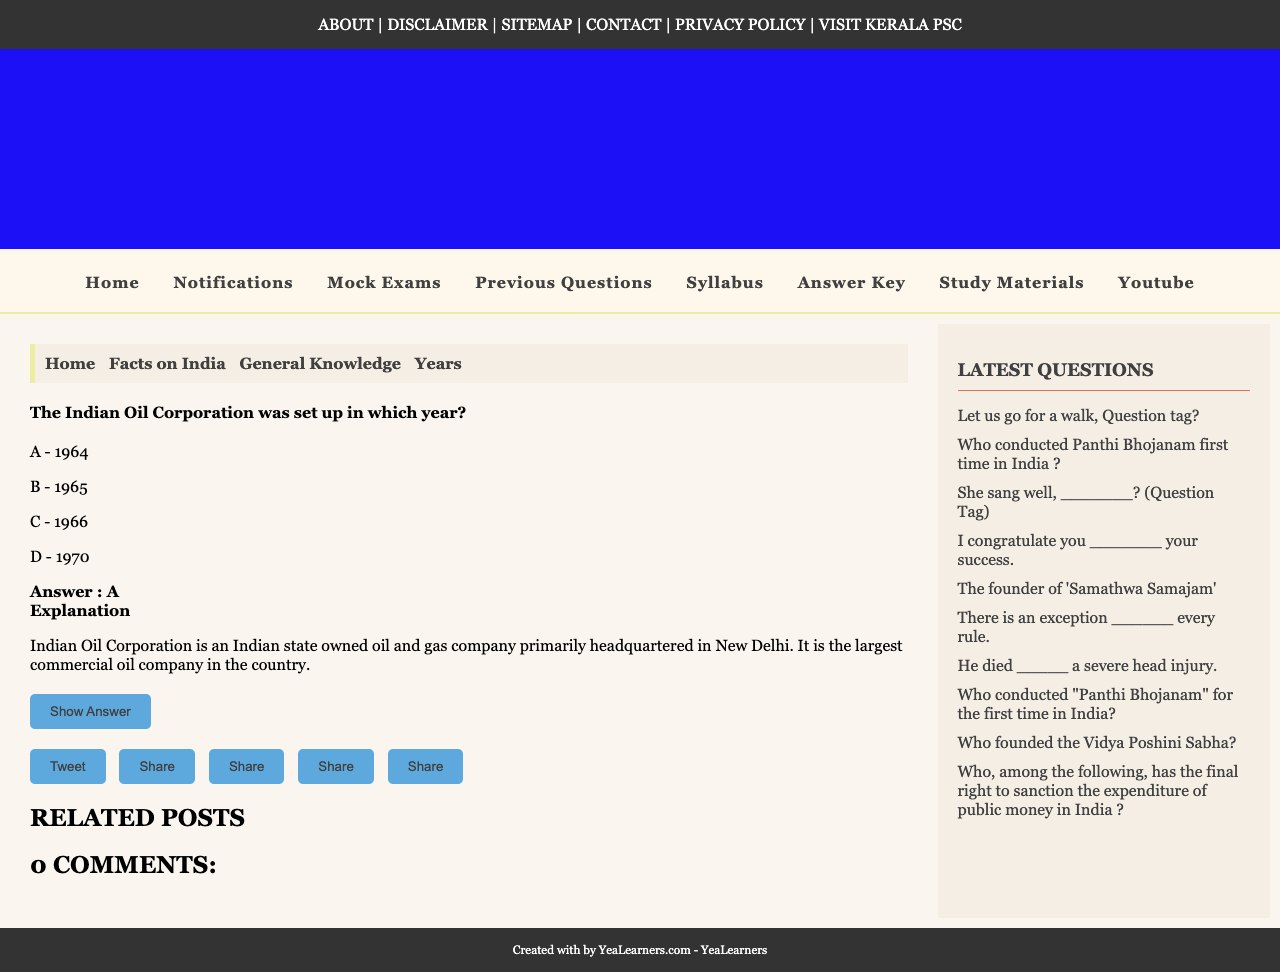 ABOUT | DISCLAIMER | SITEMAP | CONTACT | PRIVACY POLICY | VISIT KERALA PSC
Home Notifications Mock Exams Previous Questions Syllabus Answer Key Study Materials Youtube
Home Facts on India General Knowledge Years
The Indian Oil Corporation was set up in which year?
A - 1964
B - 1965
C - 1966
D - 1970
Answer : A
Explanation
Indian Oil Corporation is an Indian state owned oil and gas company primarily headquartered in New Delhi. It is the largest
commercial oil company in the country.
Show Answer
Tweet Share Share Share Share
RELATED POSTS
0 COMMENTS:
LATEST QUESTIONS
Let us go for a walk, Question tag?
Who conducted Panthi Bhojanam first
time in India ?
She sang well, _______? (Question
Tag)
I congratulate you _______ your
success.
The founder of 'Samathwa Samajam'
There is an exception ______ every
rule.
He died _____ a severe head injury.
Who conducted "Panthi Bhojanam" for
the first time in India?
Who founded the Vidya Poshini Sabha?
Who, among the following, has the final
right to sanction the expenditure of
public money in India ?
Created with by YeaLearners.com - YeaLearners